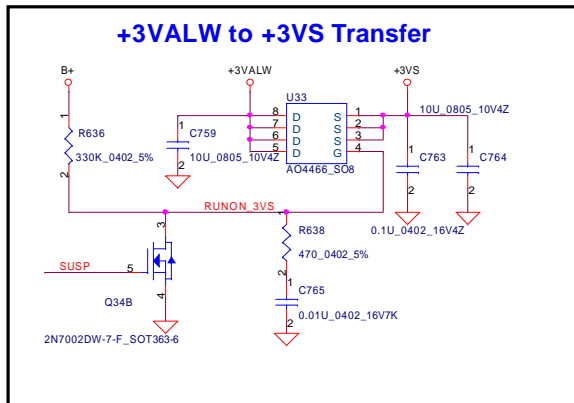 +3VALW to +3VS Transfer
B+
+3VALW
+3VS
U33
1
R636
330K_0402_5%
2
1
C759
10U_0805_10V4Z
2
8
7
6
5
D
D
D
D
S
S
S
G
1
2
3
4
AO4466_SO8
10U_0805_10V4Z
1
C763
2
1
C764
2
0.1U_0402_16V4Z
RUNON_3VS
3
1
R638
470_0402_5%
2
SUSP
5
1
C765
0.01U_0402_16V7K
2
4
Q34B
2N7002DW-7-F_SOT363-6